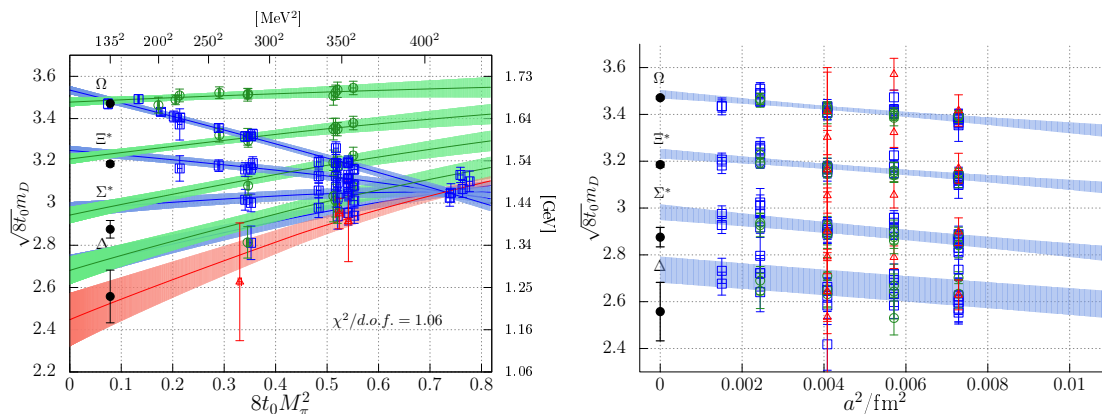 [MeV²]
135² 200² 250² 300² 350² 400²
3.6
3.4
3.2
3
2.8
2.6
2.4
2.2
√8t₀m_D
Ω
Ξ*
Σ*
Δ
1.73
1.64
1.54
1.44
1.34
1.25
1.16
1.06
[GeV]
χ²/d.o.f. = 1.06
0 0.1 0.2 0.3 0.4 0.5 0.6 0.7 0.8
8t₀M_π²
3.6
3.4
3.2
3
2.8
2.6
2.4
√8t₀m_D
Ω
Ξ*
Σ*
Δ
0 0.002 0.004 0.006 0.008 0.01
a²/fm²